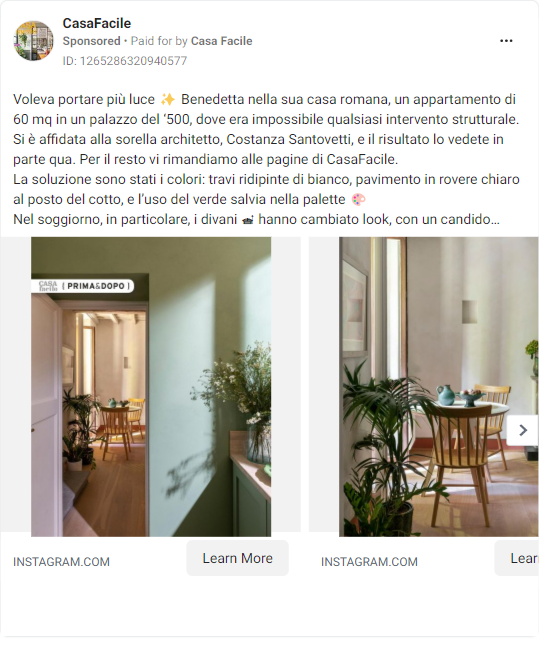 CasaFacile
Sponsored • Paid for by Casa Facile
ID: 1265286320940577
Voleva portare più luce ✨ Benedetta nella sua casa romana, un appartamento di
60 mq in un palazzo del ‘500, dove era impossibile qualsiasi intervento strutturale.
Si è affidata alla sorella architetto, Costanza Santovetti, e il risultato lo vedete in
parte qua. Per il resto vi rimandiamo alle pagine di CasaFacile.
La soluzione sono stati i colori: travi ridipinte di bianco, pavimento in rovere chiaro
al posto del cotto, e l’uso del verde salvia nella palette 🎨
Nel soggiorno, in particolare, i divani 🛋 hanno cambiato look, con un candido…
CASA facile { PRIMA&DOPO }
INSTAGRAM.COM
Learn More
INSTAGRAM.COM
Lear